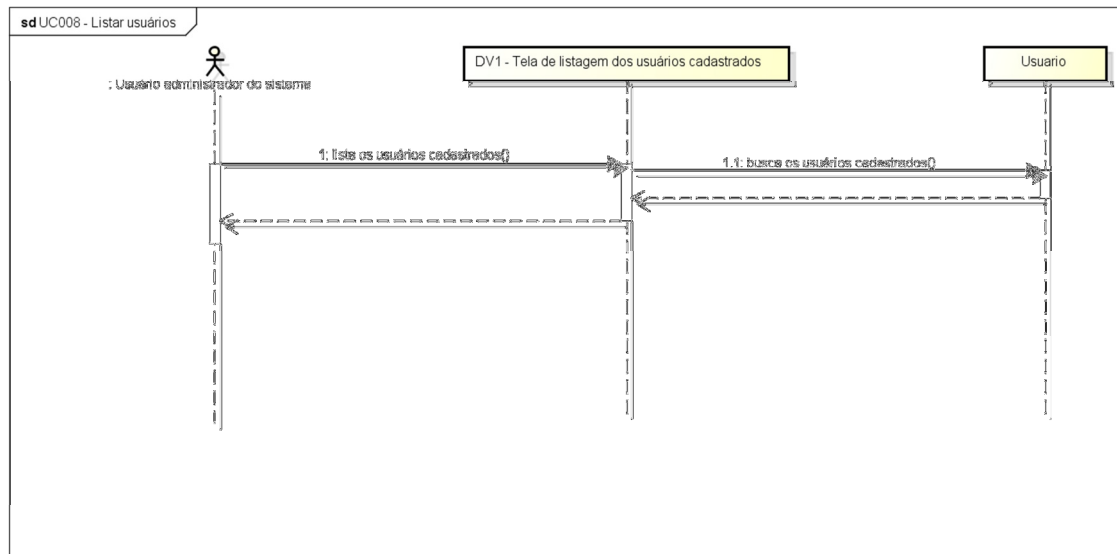 sd UC008 - Listar usuários
DV1 - Tela de listagem dos usuários cadastrados
Usuario
: Usuário administrador do sistema
1: lista os usuários cadastrados()
1.1: busca os usuários cadastrados()